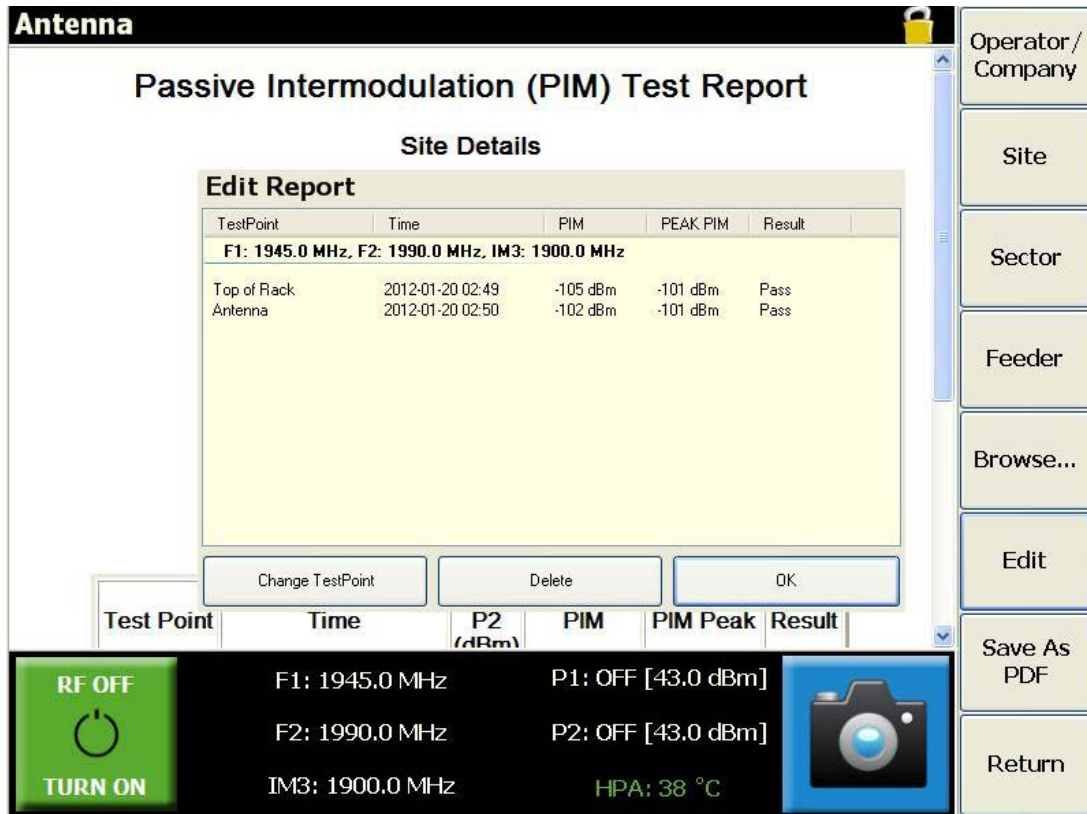 Antenna
Passive Intermodulation (PIM) Test Report
Site Details
Edit Report
TestPoint Time PIM PEAK PIM Result
F1: 1945.0 MHz, F2: 1990.0 MHz, IM3: 1900.0 MHz
Top of Rack 2012-01-20 02:49 -105 dBm -101 dBm Pass
Antenna 2012-01-20 02:50 -102 dBm -101 dBm Pass
Change TestPoint Delete OK
Test Point Time P2 PIM PIM Peak Result
(dBm)
RF OFF
TURN ON
F1: 1945.0 MHz
F2: 1990.0 MHz
IM3: 1900.0 MHz
P1: OFF [43.0 dBm]
P2: OFF [43.0 dBm]
HPA: 38 °C
Operator/
Company
Site
Sector
Feeder
Browse...
Edit
Save As
PDF
Return